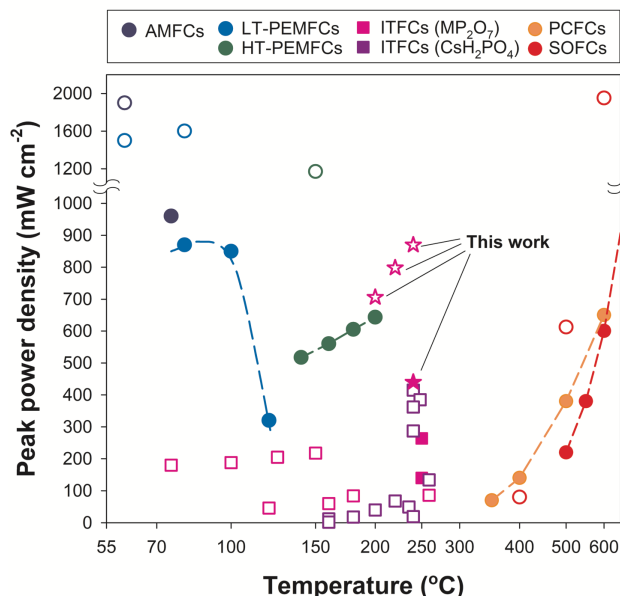 AMFCs LT-PEMFCs ITFCs (MP2O7) PCFCs
HT-PEMFCs ITFCs (CsH2PO4) SOFCs
2000
1600
1200
1000
900
800
700
600
500
400
300
200
100
0
Peak power density (mW cm-2)
This work
55 70 100 150 200 250 300 400 500 600
Temperature (oC)